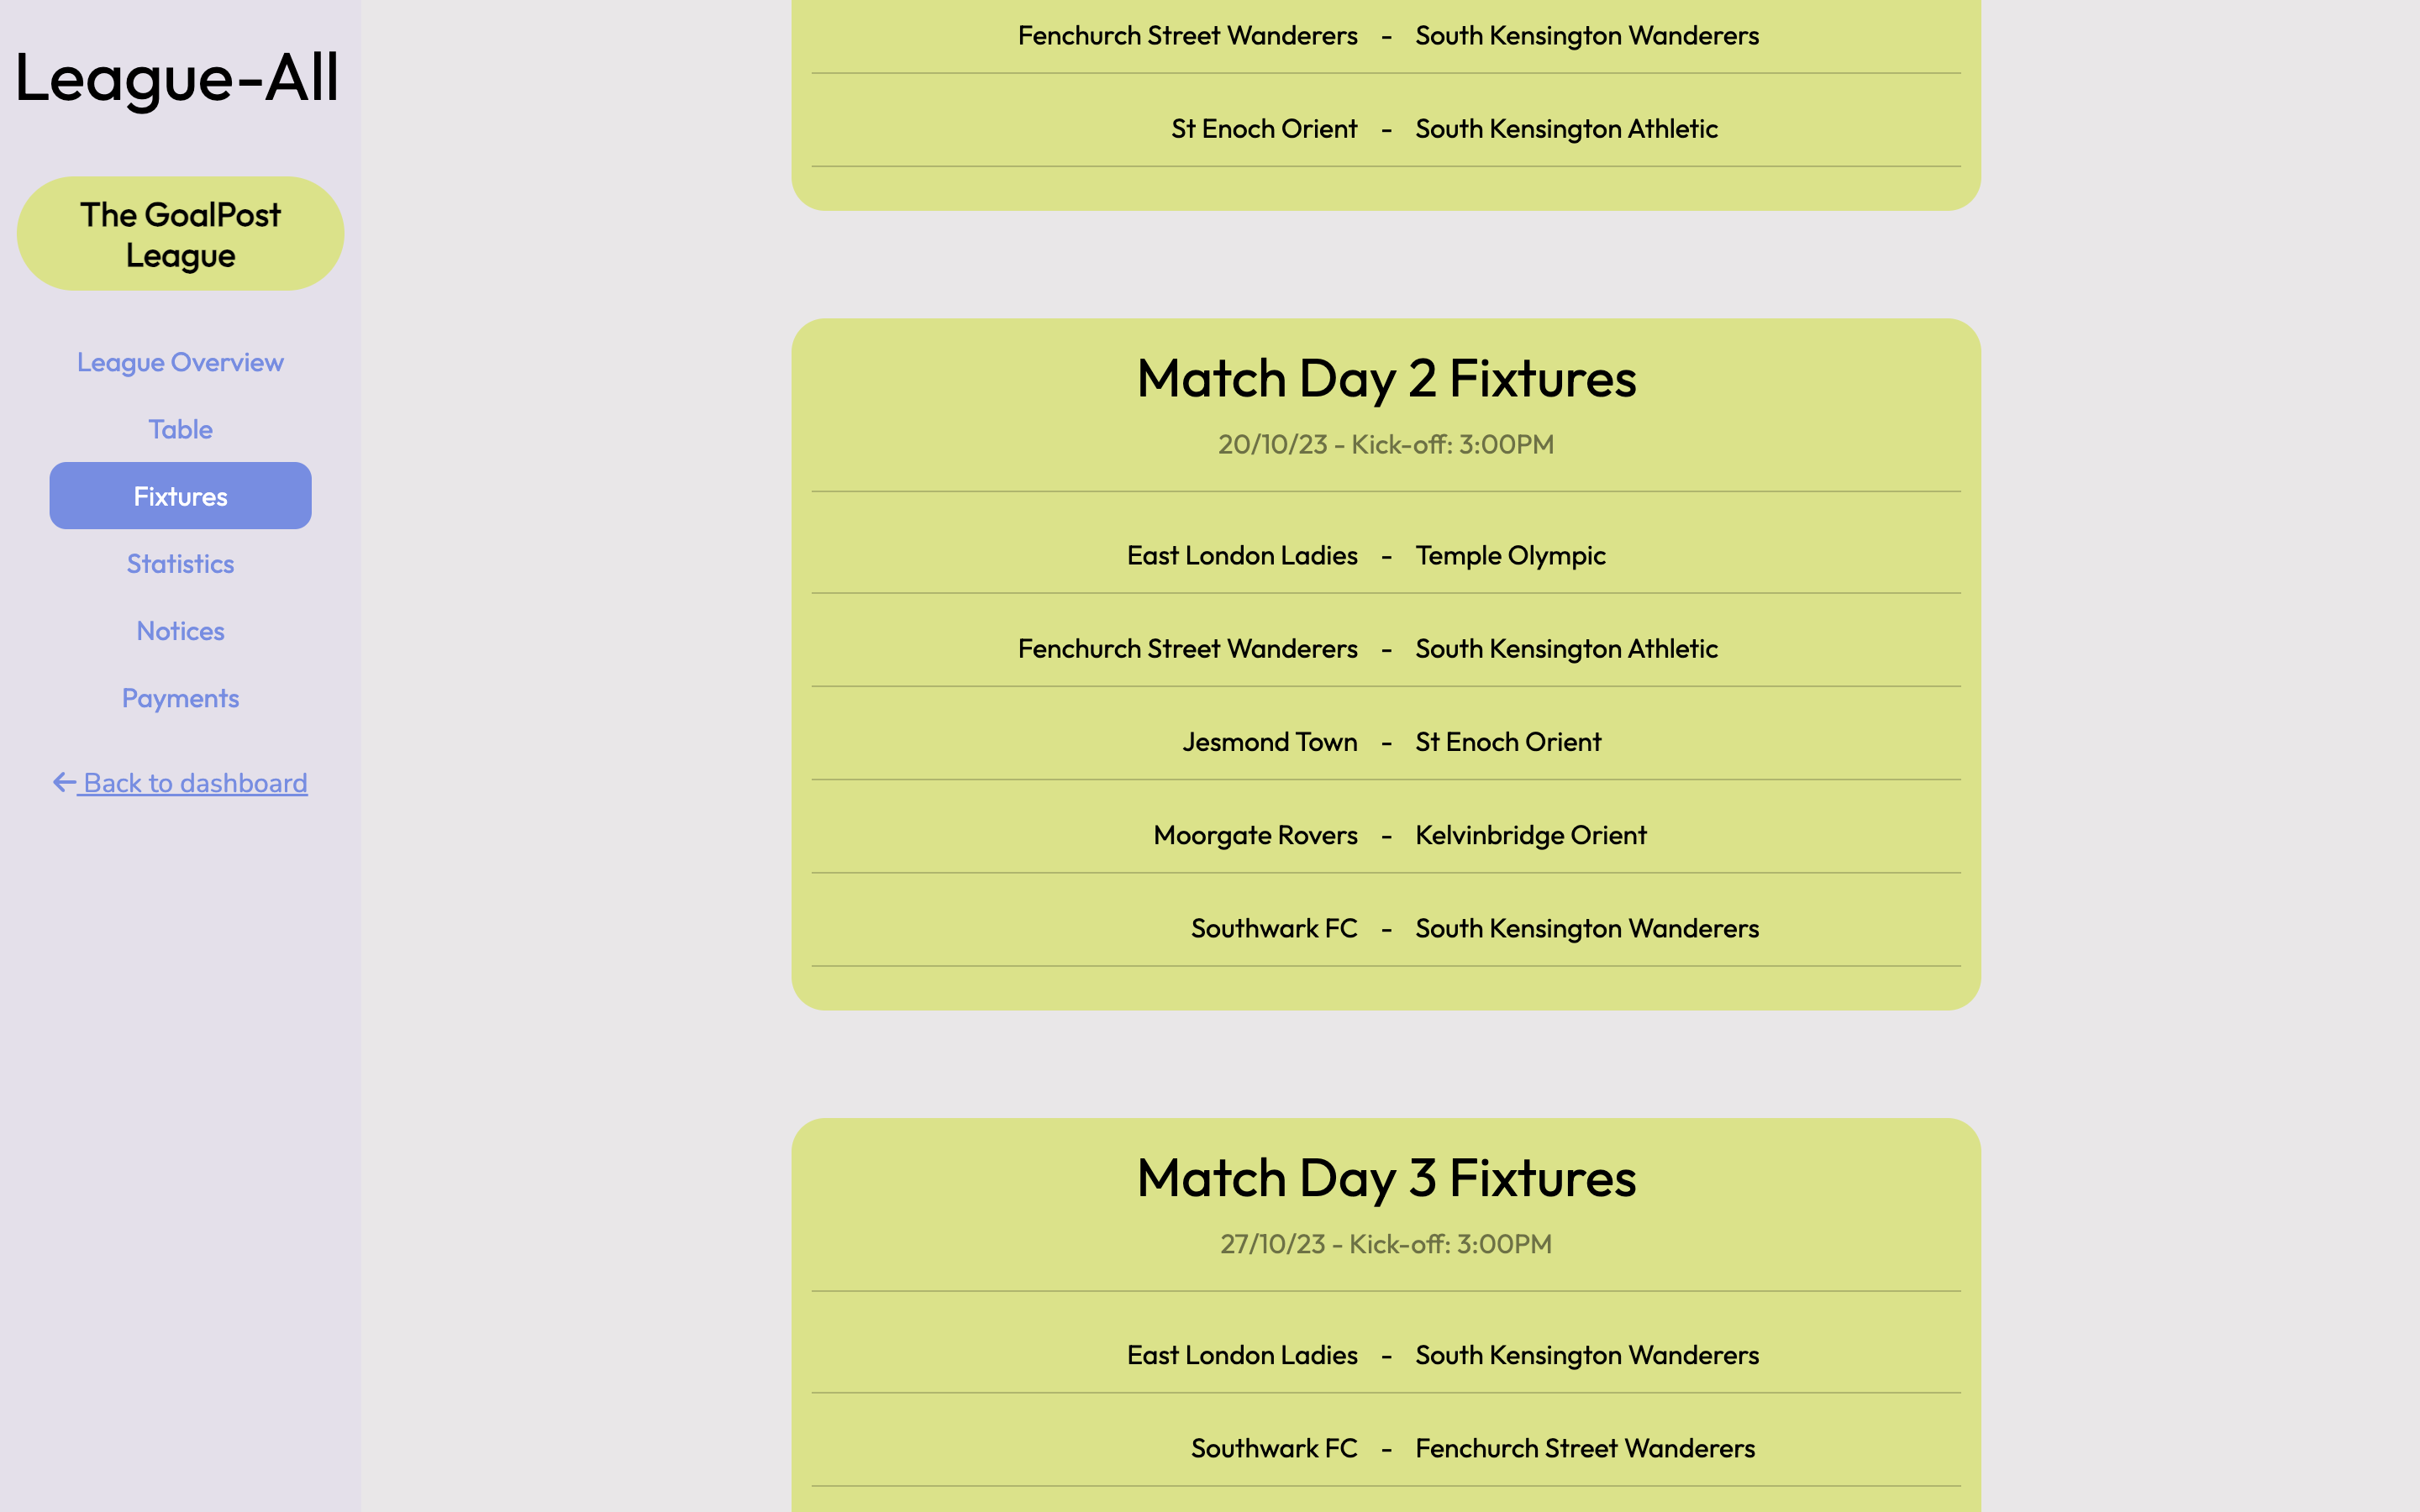 League-All
The GoalPost
League
League Overview
Table
Fixtures
Statistics
Notices
Payments
Back to dashboard
Fenchurch Street Wanderers - South Kensington Wanderers
St Enoch Orient - South Kensington Athletic
Match Day 2 Fixtures
20/10/23 - Kick-off: 3:00PM
East London Ladies - Temple Olympic
Fenchurch Street Wanderers - South Kensington Athletic
Jesmond Town - St Enoch Orient
Moorgate Rovers - Kelvinbridge Orient
Southwark FC - South Kensington Wanderers
Match Day 3 Fixtures
27/10/23 - Kick-off: 3:00PM
East London Ladies - South Kensington Wanderers
Southwark FC - Fenchurch Street Wanderers